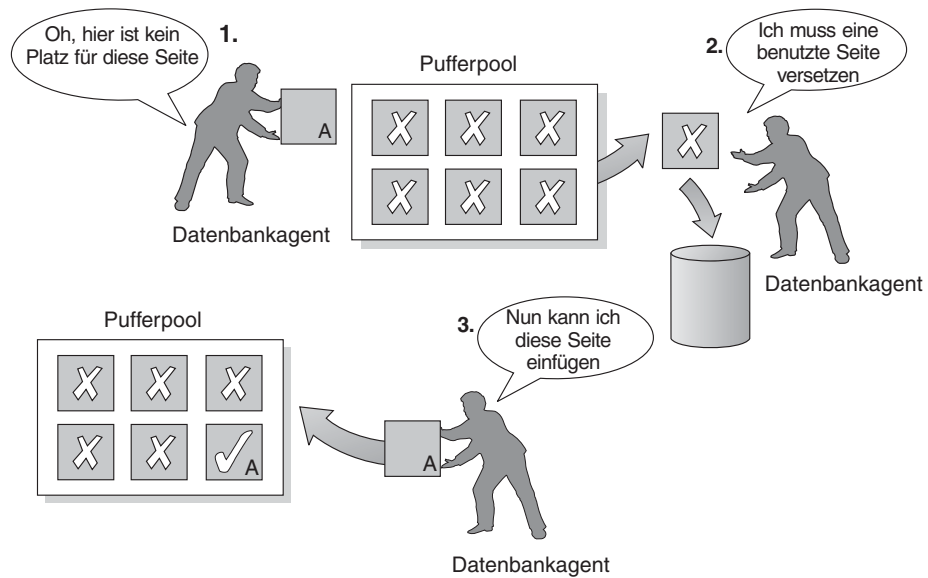 Oh, hier ist kein
Platz für diese Seite
1.
A
Datenbankagent
Pufferpool
2.
Ich muss eine
benutzte Seite
versetzen
Datenbankagent
Pufferpool
A
3.
Nun kann ich
diese Seite
einfügen
A
Datenbankagent